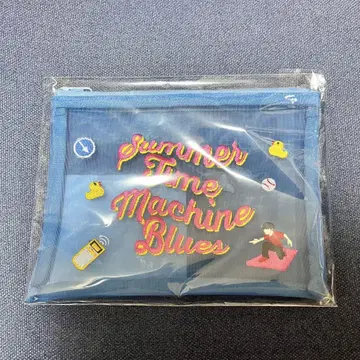 Summer
Time
Machine
Blues